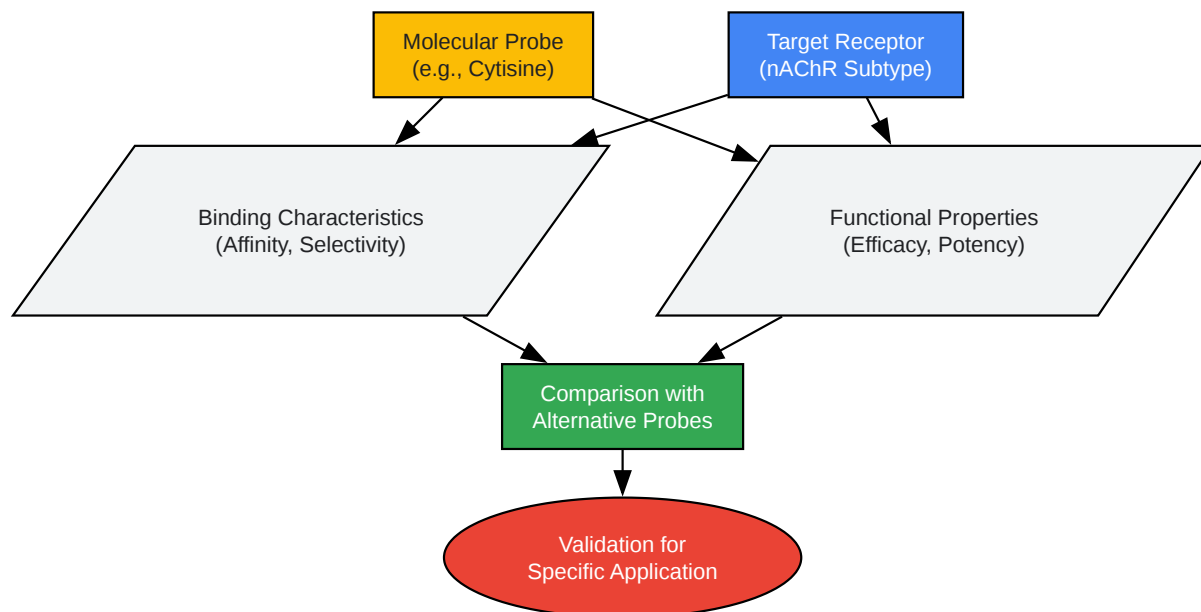 Molecular Probe
(e.g., Cytisine)
Target Receptor
(nAChR Subtype)
Binding Characteristics
(Affinity, Selectivity)
Functional Properties
(Efficacy, Potency)
Comparison with
Alternative Probes
Validation for
Specific Application